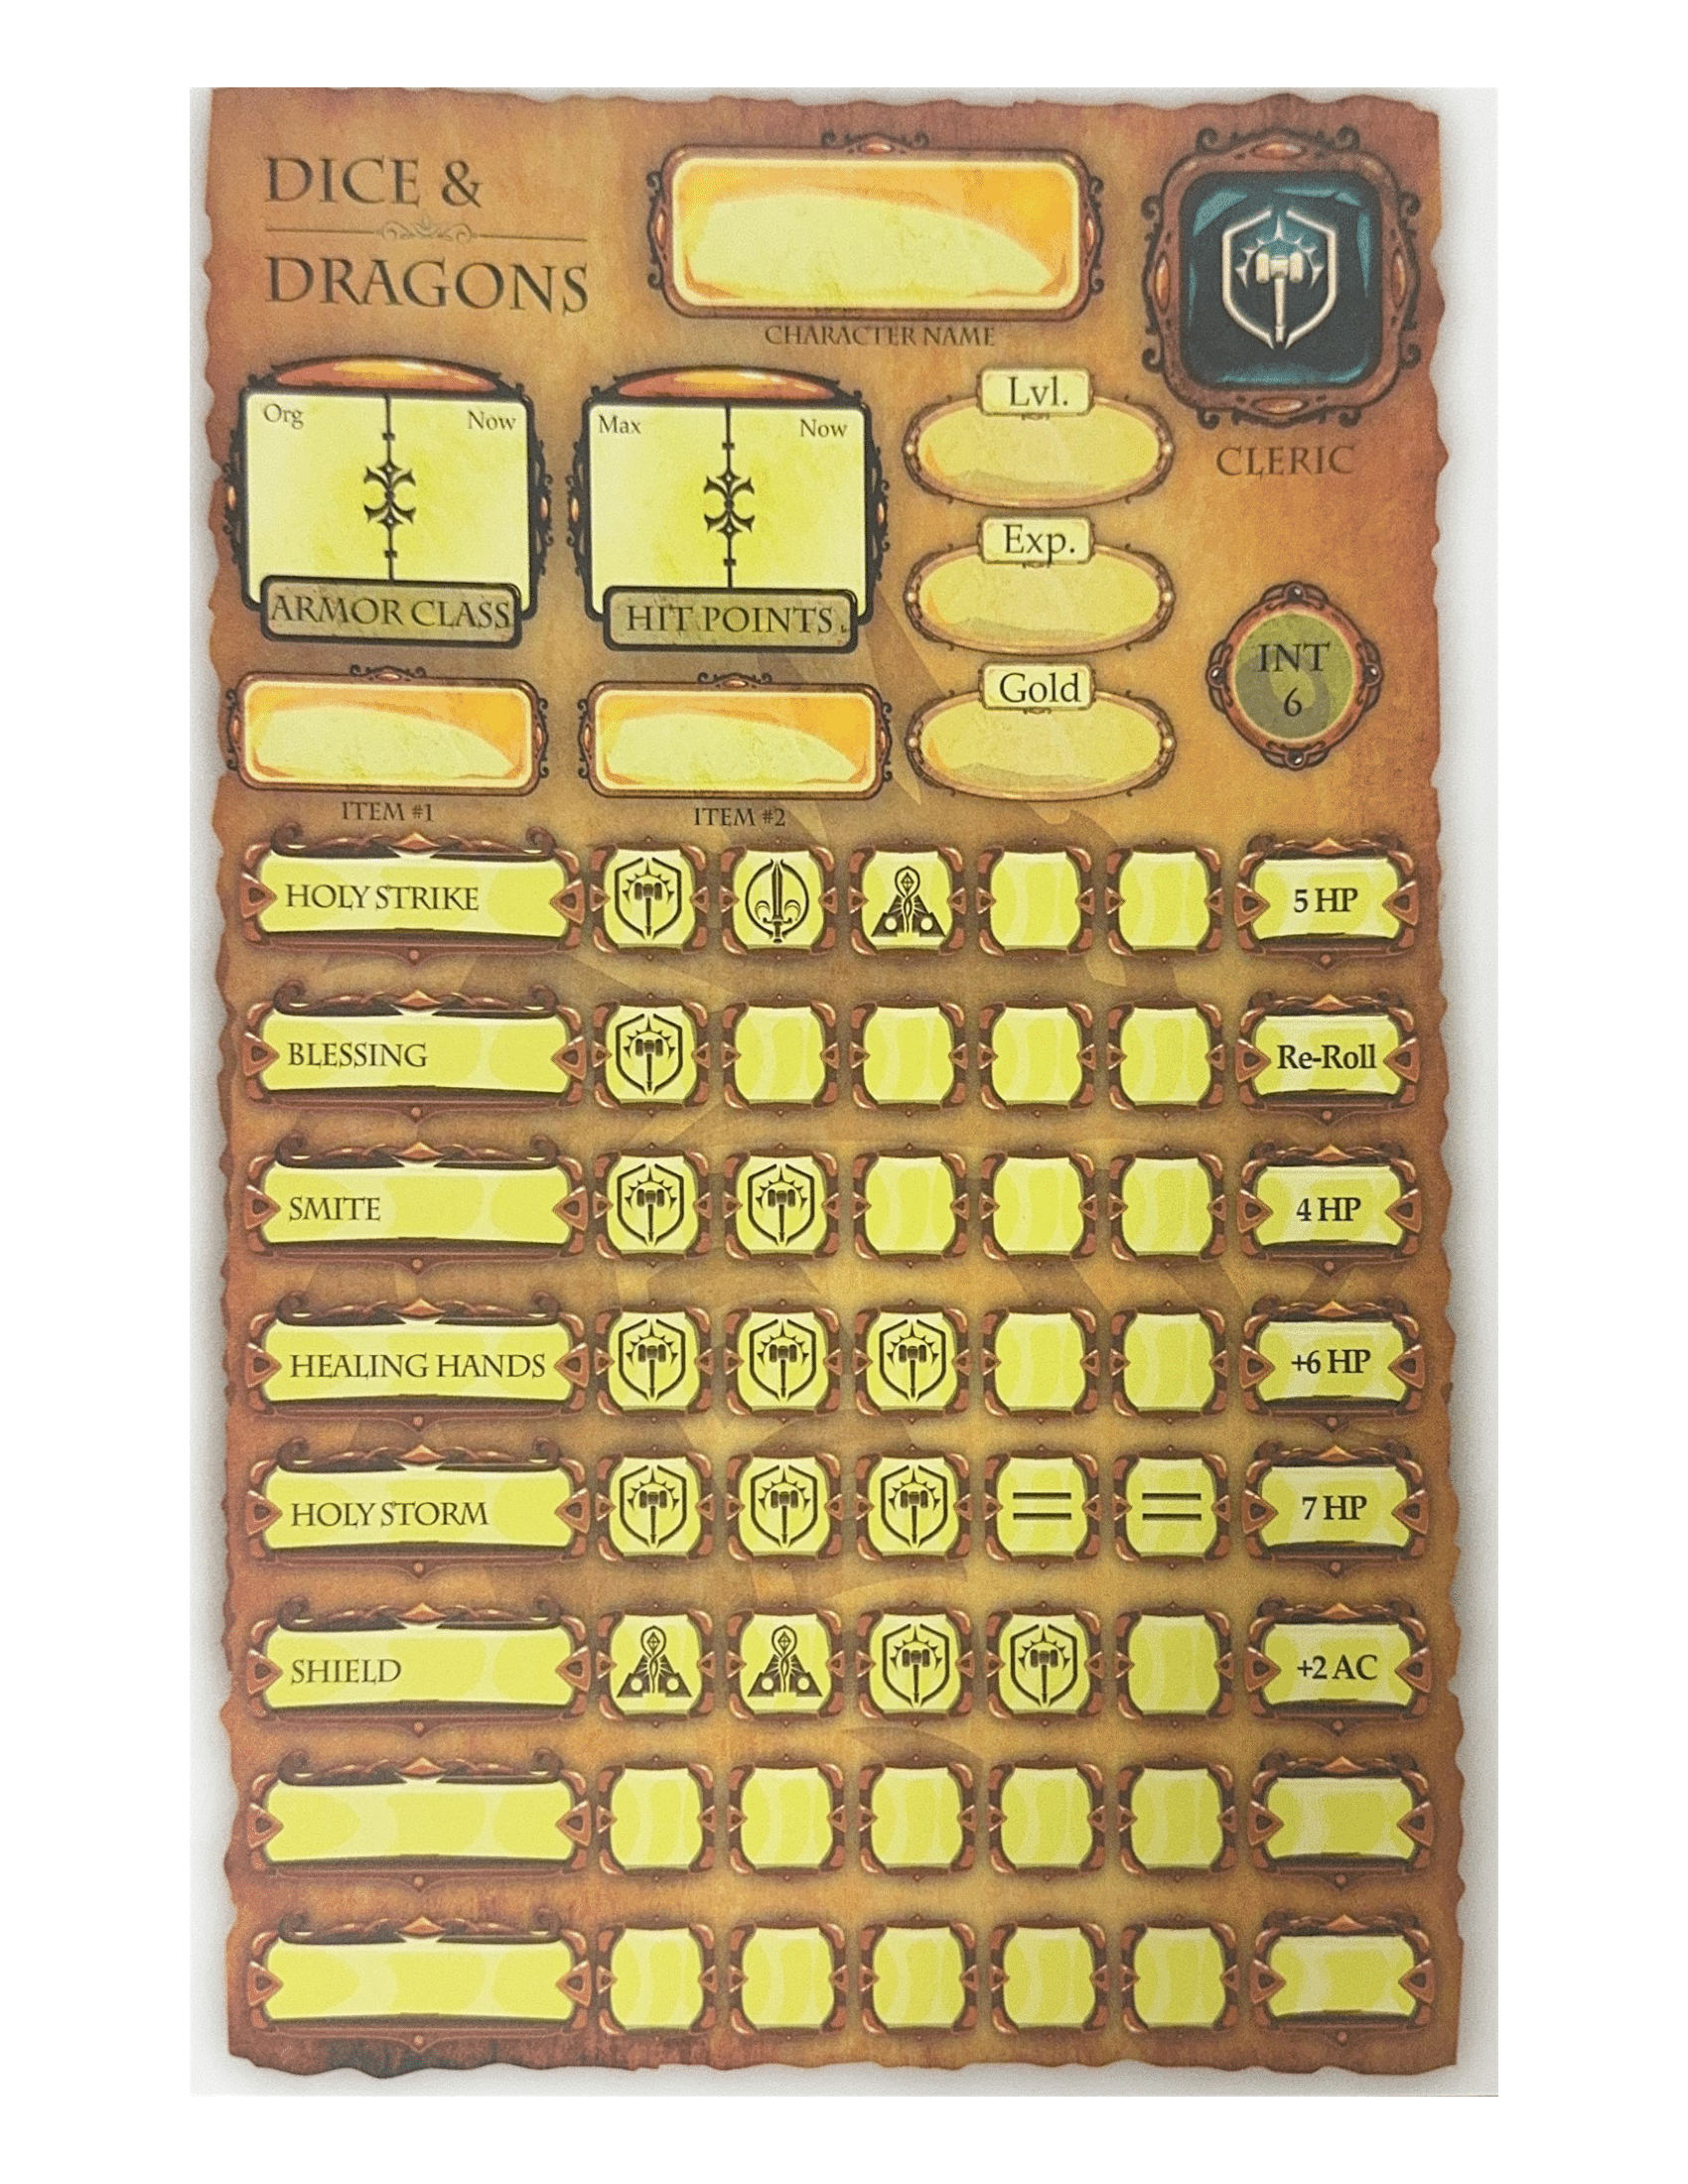 DICE &
DRAGONS
CHARACTER NAME
CLERIC
Org
Now
ARMOR CLASS
Max
Now
HIT POINTS
Lvl.
Exp.
Gold
INT
6
ITEM #1
ITEM #2
HOLY STRIKE
5 HP
BLESSING
Re-Roll
SMITE
4 HP
HEALING HANDS
+6 HP
HOLY STORM
= =
7 HP
SHIELD
+2 AC